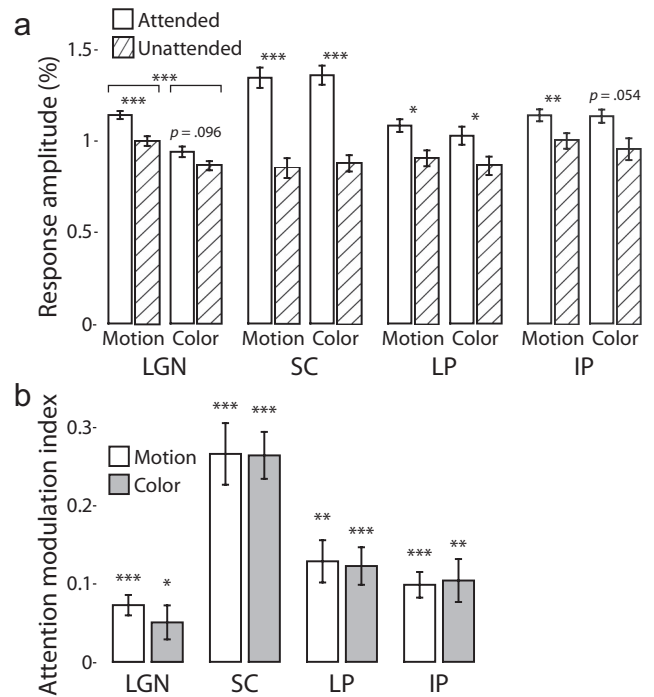 a
Attended
Unattended
Response amplitude (%)
1.5-
1-
0.5-
0-
***
***
p = .096
***
***
*
*
**
p = .054
Motion Color Motion Color Motion Color Motion Color
LGN SC LP IP
b
Motion
Color
Attention modulation index
0.3-
0.2-
0.1-
0-
*** * *** *** ** *** *** **
LGN SC LP IP